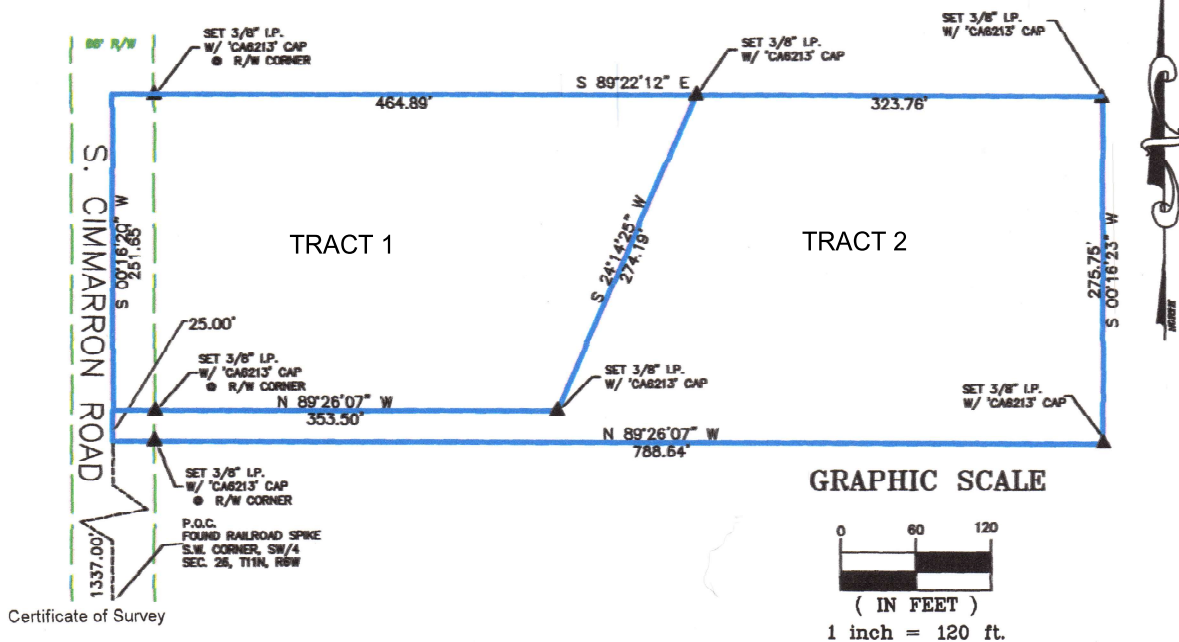 66' R/W
SET 3/8" I.P.
W/ "CA6213" CAP
@ R/W CORNER
SET 3/8" I.P.
W/ "CA6213" CAP
SET 3/8" I.P.
W/ "CA6213" CAP
S 89°22'12" E
464.89'
323.76'
S. CIMMARRON ROAD
S 00°16'20" W
251.65'
TRACT 1
S 24°14'25" W
274.19'
TRACT 2
275.75'
S 00°16'23" W
NORTH
25.00'
SET 3/8" I.P.
W/ "CA6213" CAP
@ R/W CORNER
SET 3/8" I.P.
W/ "CA6213" CAP
SET 3/8" I.P.
W/ "CA6213" CAP
N 89°26'07" W
353.50'
N 89°26'07" W
788.64'
SET 3/8" I.P.
W/ "CA6213" CAP
@ R/W CORNER
P.O.C.
FOUND RAILROAD SPIKE
S.W. CORNER, SW/4
SEC. 26, T11N, R6W
1337.00'
Certificate of Survey
GRAPHIC SCALE
0 60 120
( IN FEET )
1 inch = 120 ft.